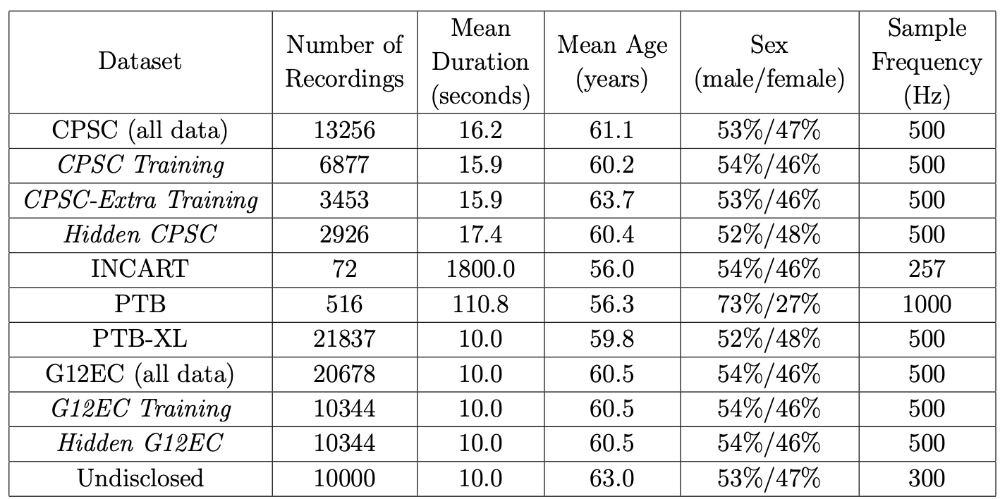 Dataset Number of Recordings Mean Duration (seconds) Mean Age (years) Sex (male/female) Sample Frequency (Hz)
CPSC (all data) 13256 16.2 61.1 53%/47% 500
CPSC Training 6877 15.9 60.2 54%/46% 500
CPSC-Extra Training 3453 15.9 63.7 53%/46% 500
Hidden CPSC 2926 17.4 60.4 52%/48% 500
INCART 72 1800.0 56.0 54%/46% 257
PTB 516 110.8 56.3 73%/27% 1000
PTB-XL 21837 10.0 59.8 52%/48% 500
G12EC (all data) 20678 10.0 60.5 54%/46% 500
G12EC Training 10344 10.0 60.5 54%/46% 500
Hidden G12EC 10344 10.0 60.5 54%/46% 500
Undisclosed 10000 10.0 63.0 53%/47% 300